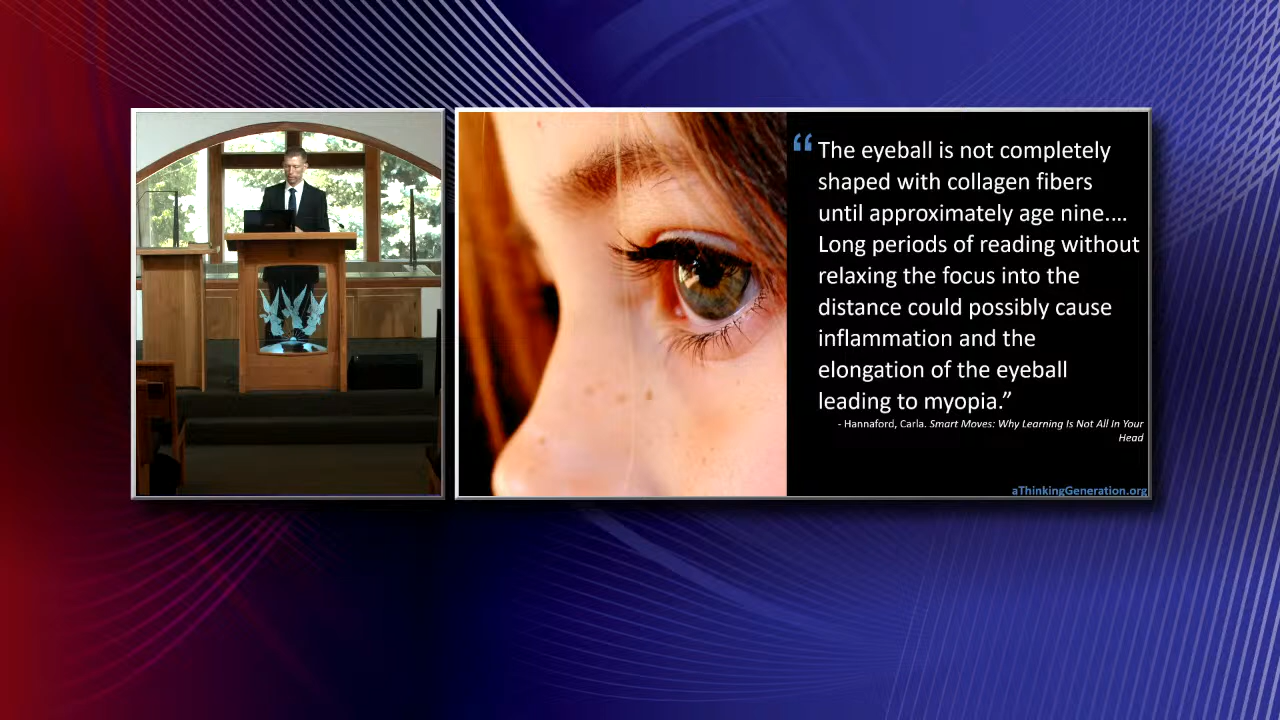 “The eyeball is not completely
shaped with collagen fibers
until approximately age nine....
Long periods of reading without
relaxing the focus into the
distance could possibly cause
inflammation and the
elongation of the eyeball
leading to myopia.”
- Hannaford, Carla. Smart Moves: Why Learning Is Not All In Your
Head
aThinkingGeneration.org